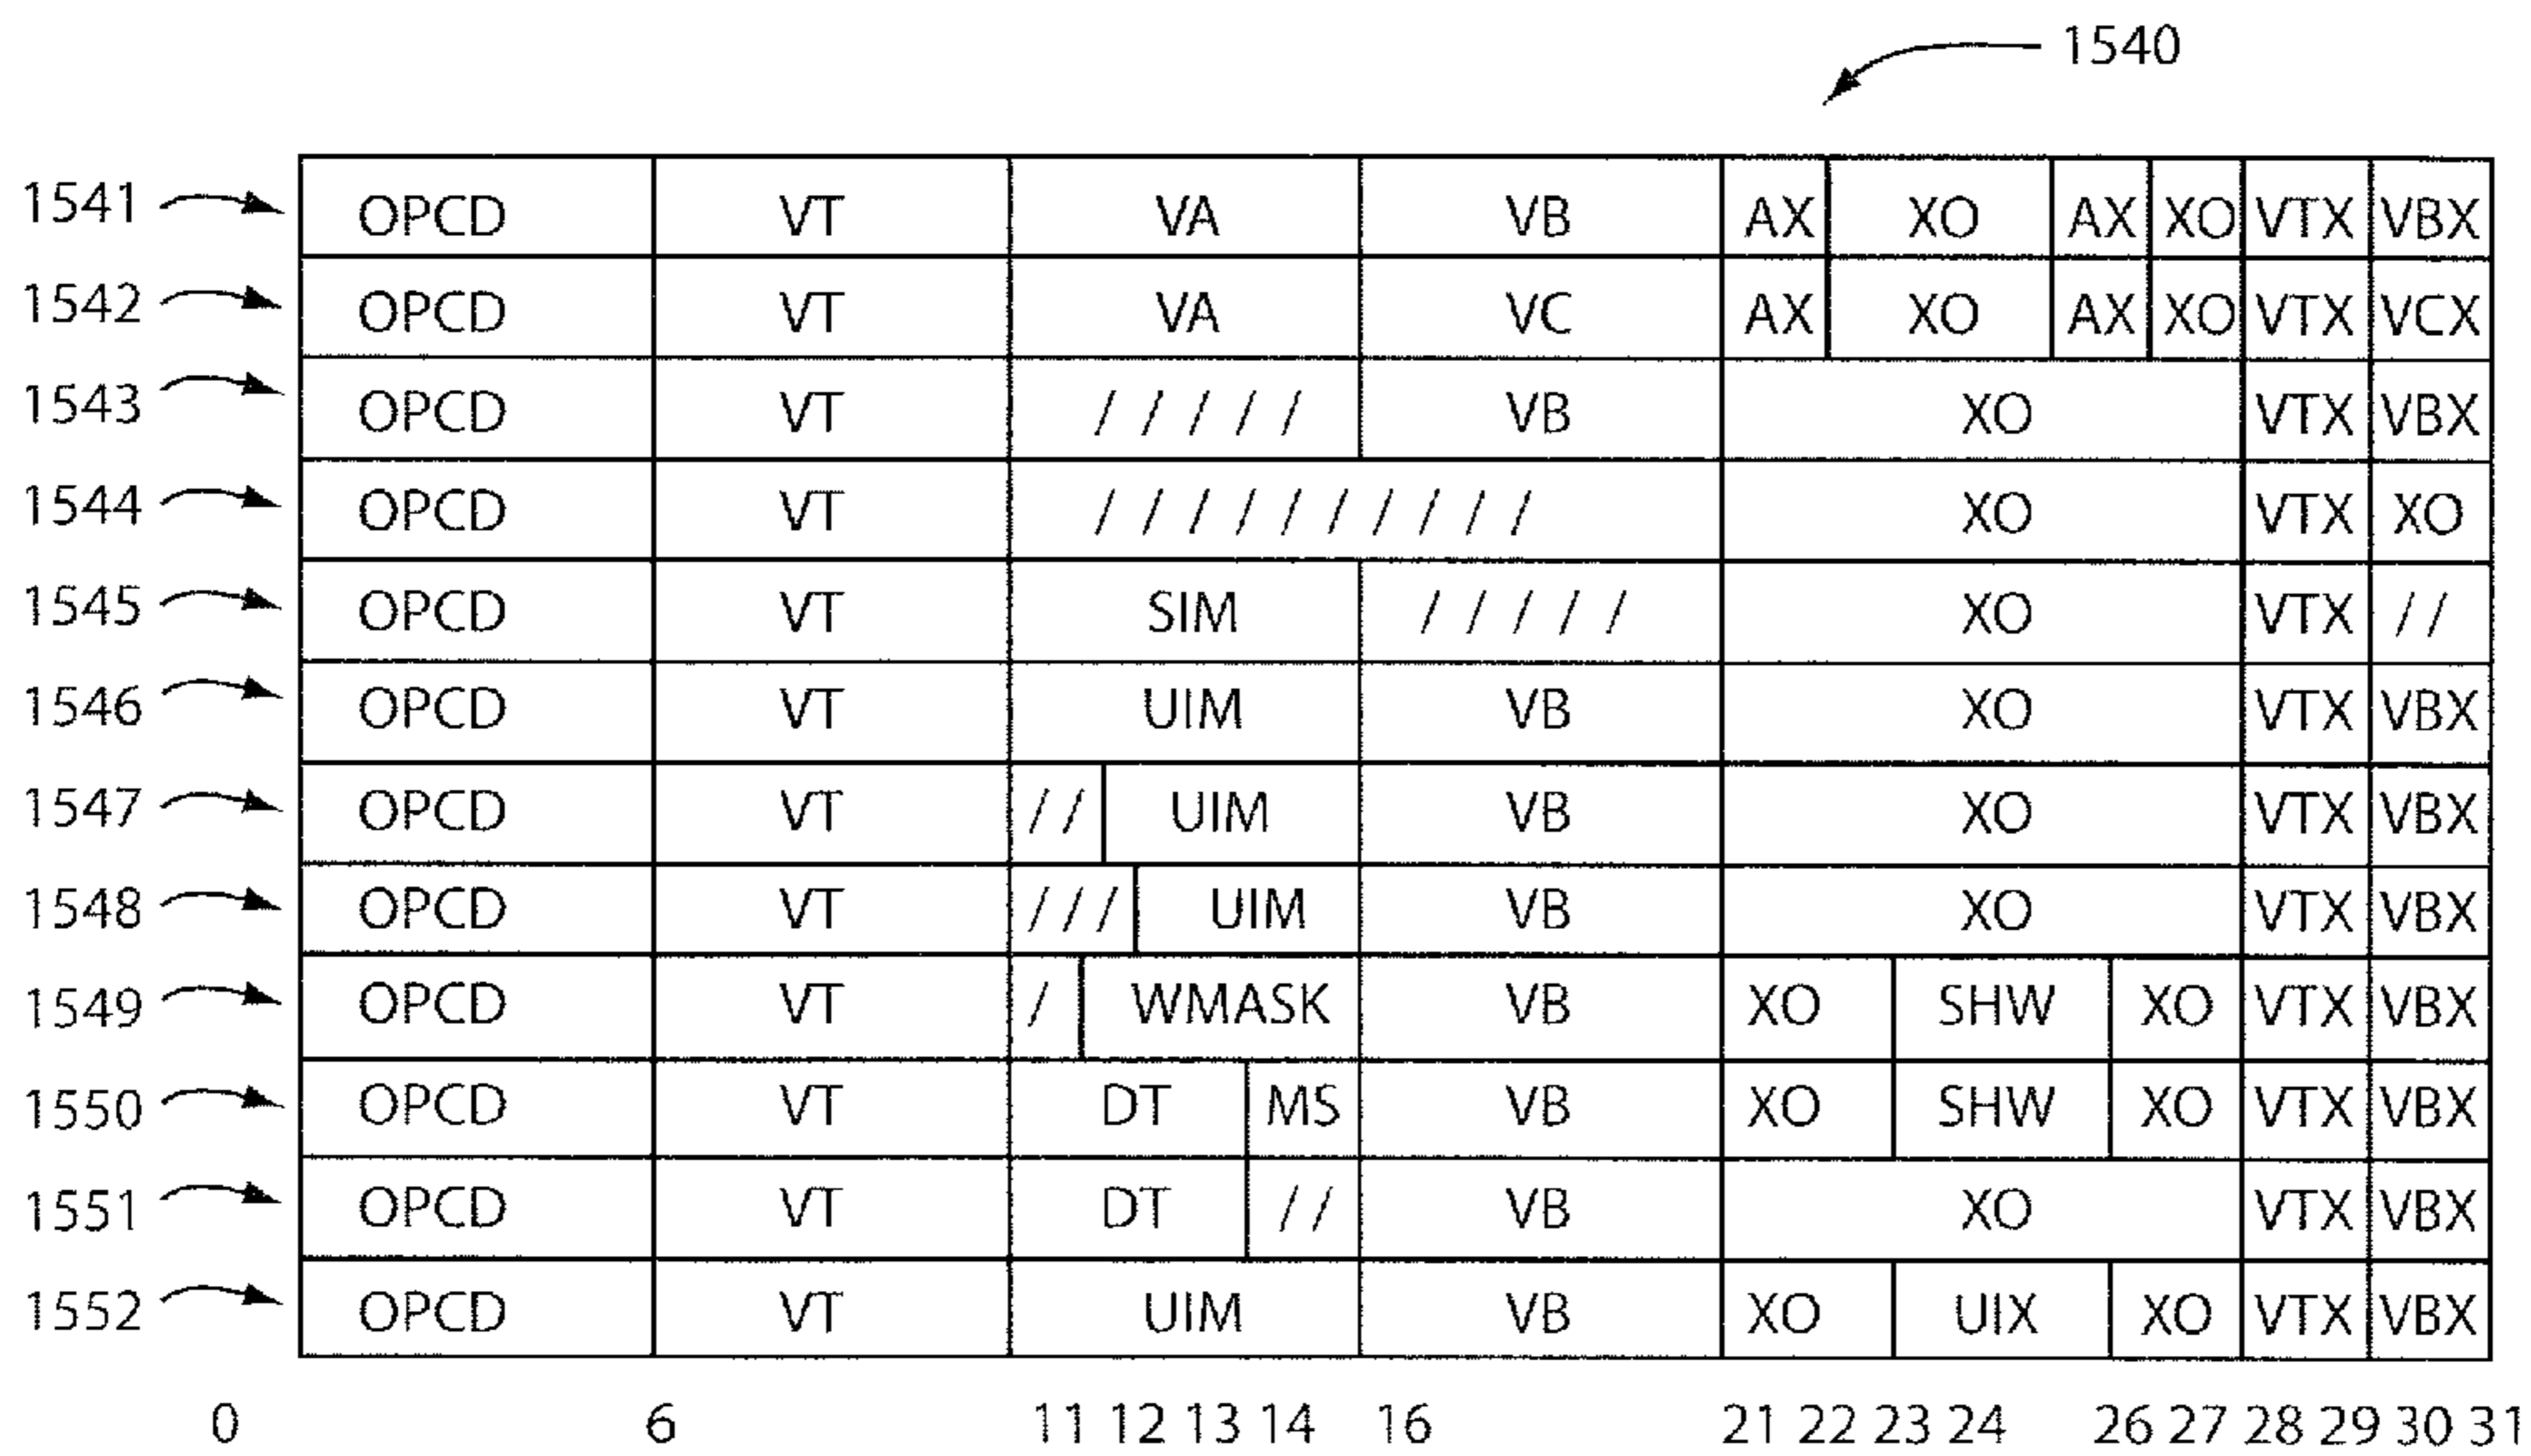 1540
1541 OPCD VT VA VB AX XO AX XO VTX VBX
1542 OPCD VT VA VC AX XO AX XO VTX VCX
1543 OPCD VT / / / / / VB XO VTX VBX
1544 OPCD VT / / / / / / / / / / XO VTX XO
1545 OPCD VT SIM / / / / / XO VTX / /
1546 OPCD VT UIM VB XO VTX VBX
1547 OPCD VT / / UIM VB XO VTX VBX
1548 OPCD VT / / / UIM VB XO VTX VBX
1549 OPCD VT / WMASK VB XO SHW XO VTX VBX
1550 OPCD VT DT MS VB XO SHW XO VTX VBX
1551 OPCD VT DT / / VB XO VTX VBX
1552 OPCD VT UIM VB XO UIX XO VTX VBX
0 6 11 12 13 14 16 21 22 23 24 26 27 28 29 30 31